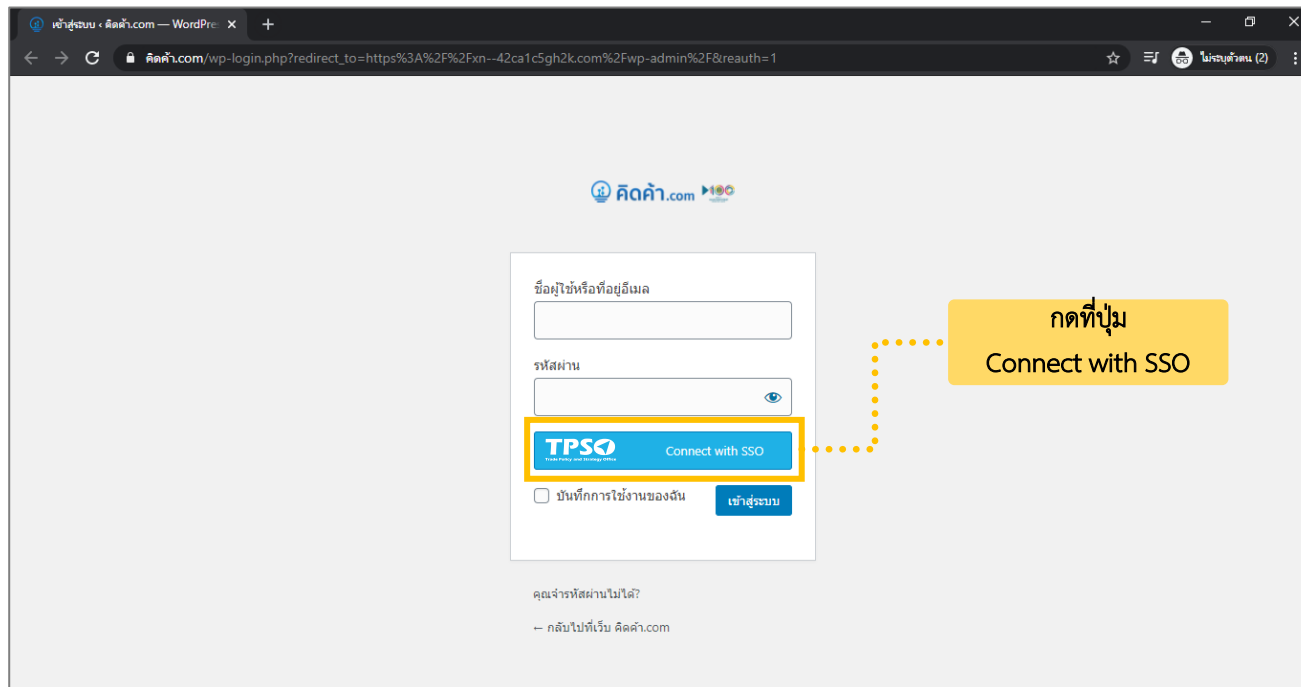 เข้าสู่ระบบ ‹ คิดค้า.com — WordPre
คิดค้า.com/wp-login.php?redirect_to=https%3A%2F%2Fxn--42ca1c5gh2k.com%2Fwp-admin%2F&reauth=1
ไม่ระบุตัวตน (2)
คิดค้า.com
ชื่อผู้ใช้หรือที่อยู่อีเมล
กดที่ปุ่ม
Connect with SSO
รหัสผ่าน
TPSO Connect with SSO
Trade Policy and Strategy Office
บันทึกการใช้งานของฉัน เข้าสู่ระบบ
คุณจำรหัสผ่านไม่ได้?
← กลับไปที่เว็บ คิดค้า.com